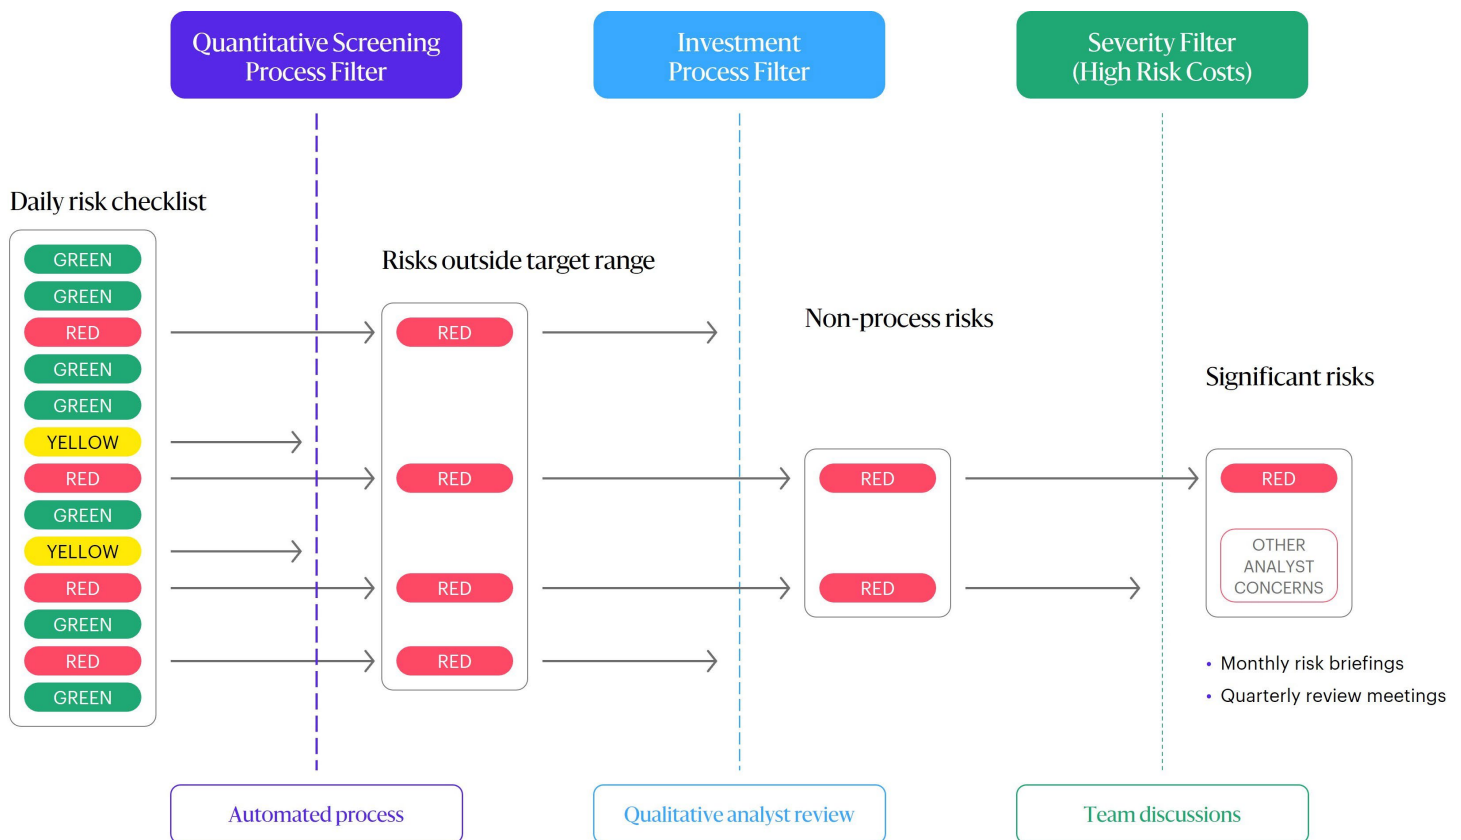 Quantitative Screening
Process Filter
Investment
Process Filter
Severity Filter
(High Risk Costs)
Daily risk checklist
GREEN
GREEN
RED
GREEN
GREEN
YELLOW
RED
GREEN
YELLOW
RED
GREEN
RED
GREEN
Risks outside target range
RED
RED
RED
RED
Non-process risks
RED
RED
Significant risks
RED
OTHER
ANALYST
CONCERNS
• Monthly risk briefings
• Quarterly review meetings
Automated process
Qualitative analyst review
Team discussions